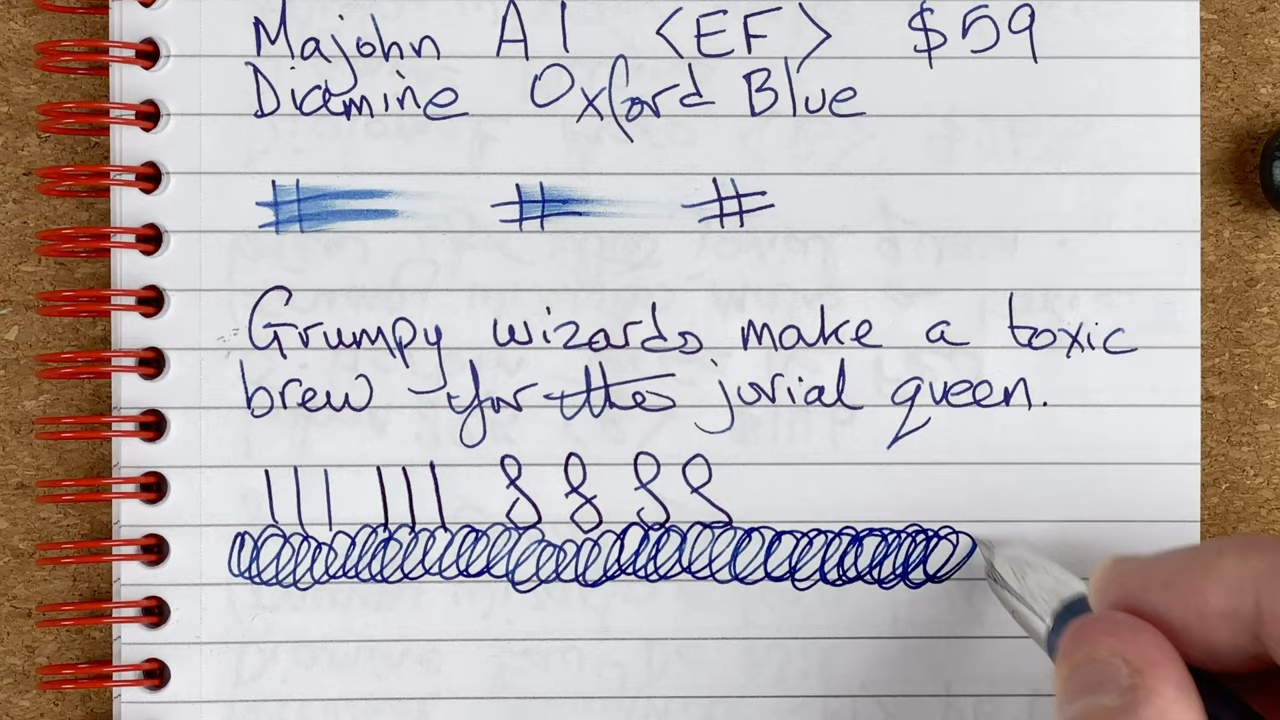 Majohn A1 <EF> $59
Diamine Oxford Blue
# # #
Grumpy wizards make a toxic
brew for the jovial queen.